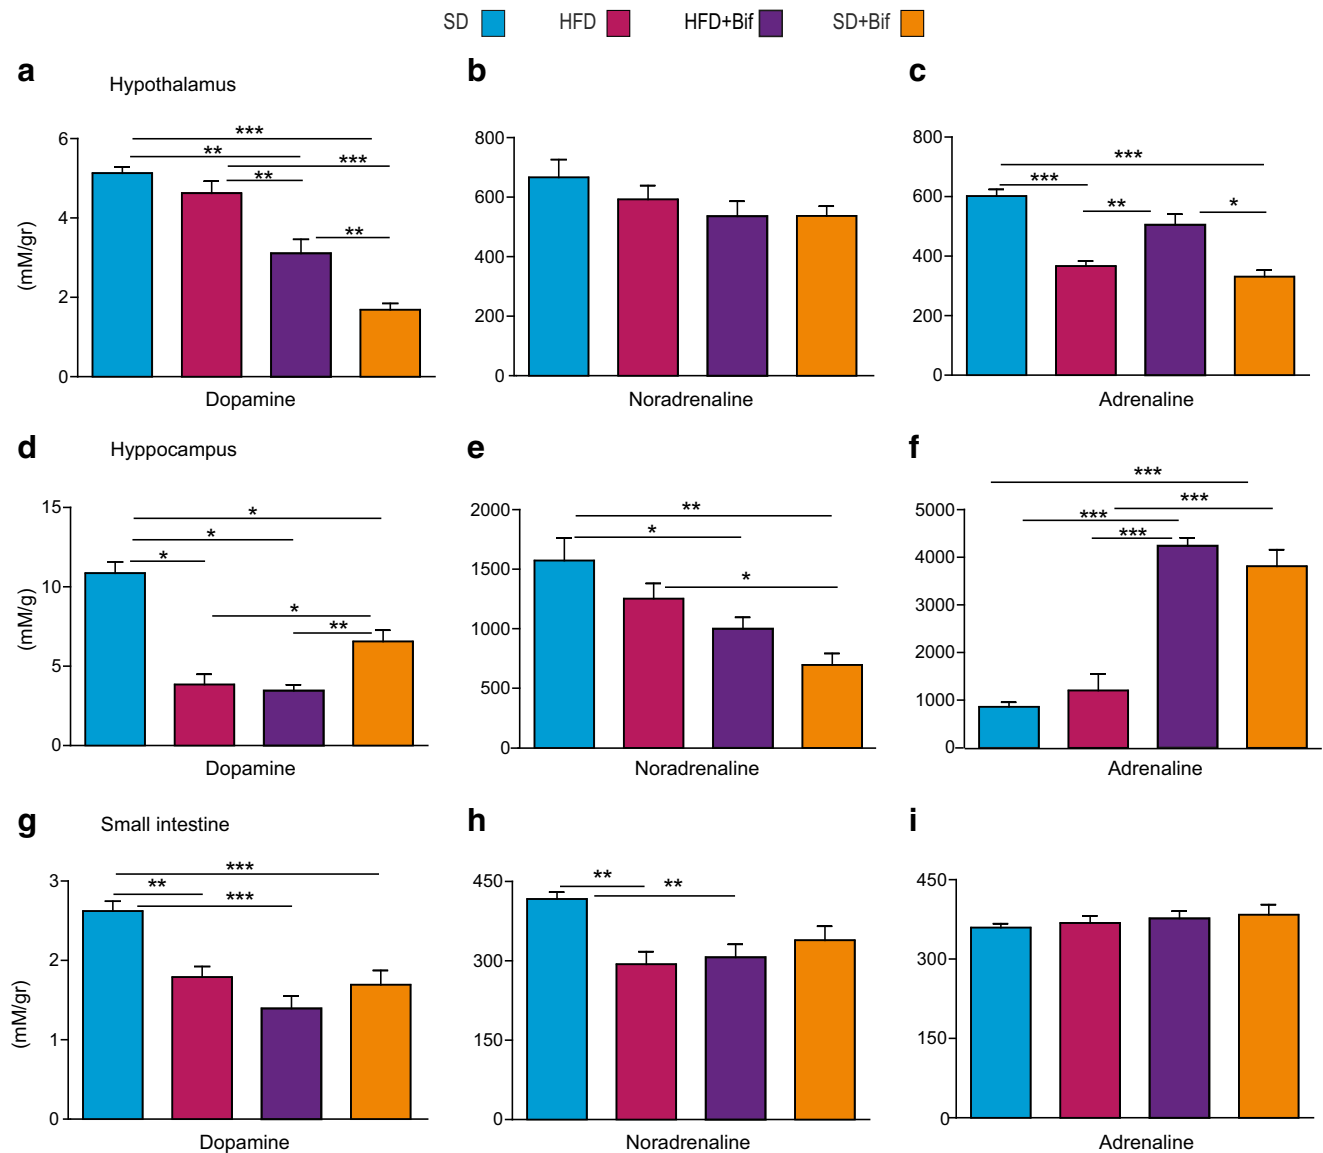 SD HFD HFD+Bif SD+Bif
a b c
Hypothalamus
*** ** *** ** **
6
4
2
0
(mM/gr)
Dopamine
800
600
400
200
0
Noradrenaline
*** *** ** *
800
600
400
200
0
Adrenaline
d e f
Hyppocampus
* * * * **
15
10
5
0
(mM/g)
Dopamine
** * *
2000
1500
1000
500
0
Noradrenaline
*** *** *** ***
5000
4000
3000
2000
1000
0
Adrenaline
g h i
Small intestine
*** ** ***
3
2
1
0
(mM/gr)
Dopamine
** **
450
300
150
0
Noradrenaline
450
300
150
0
Adrenaline